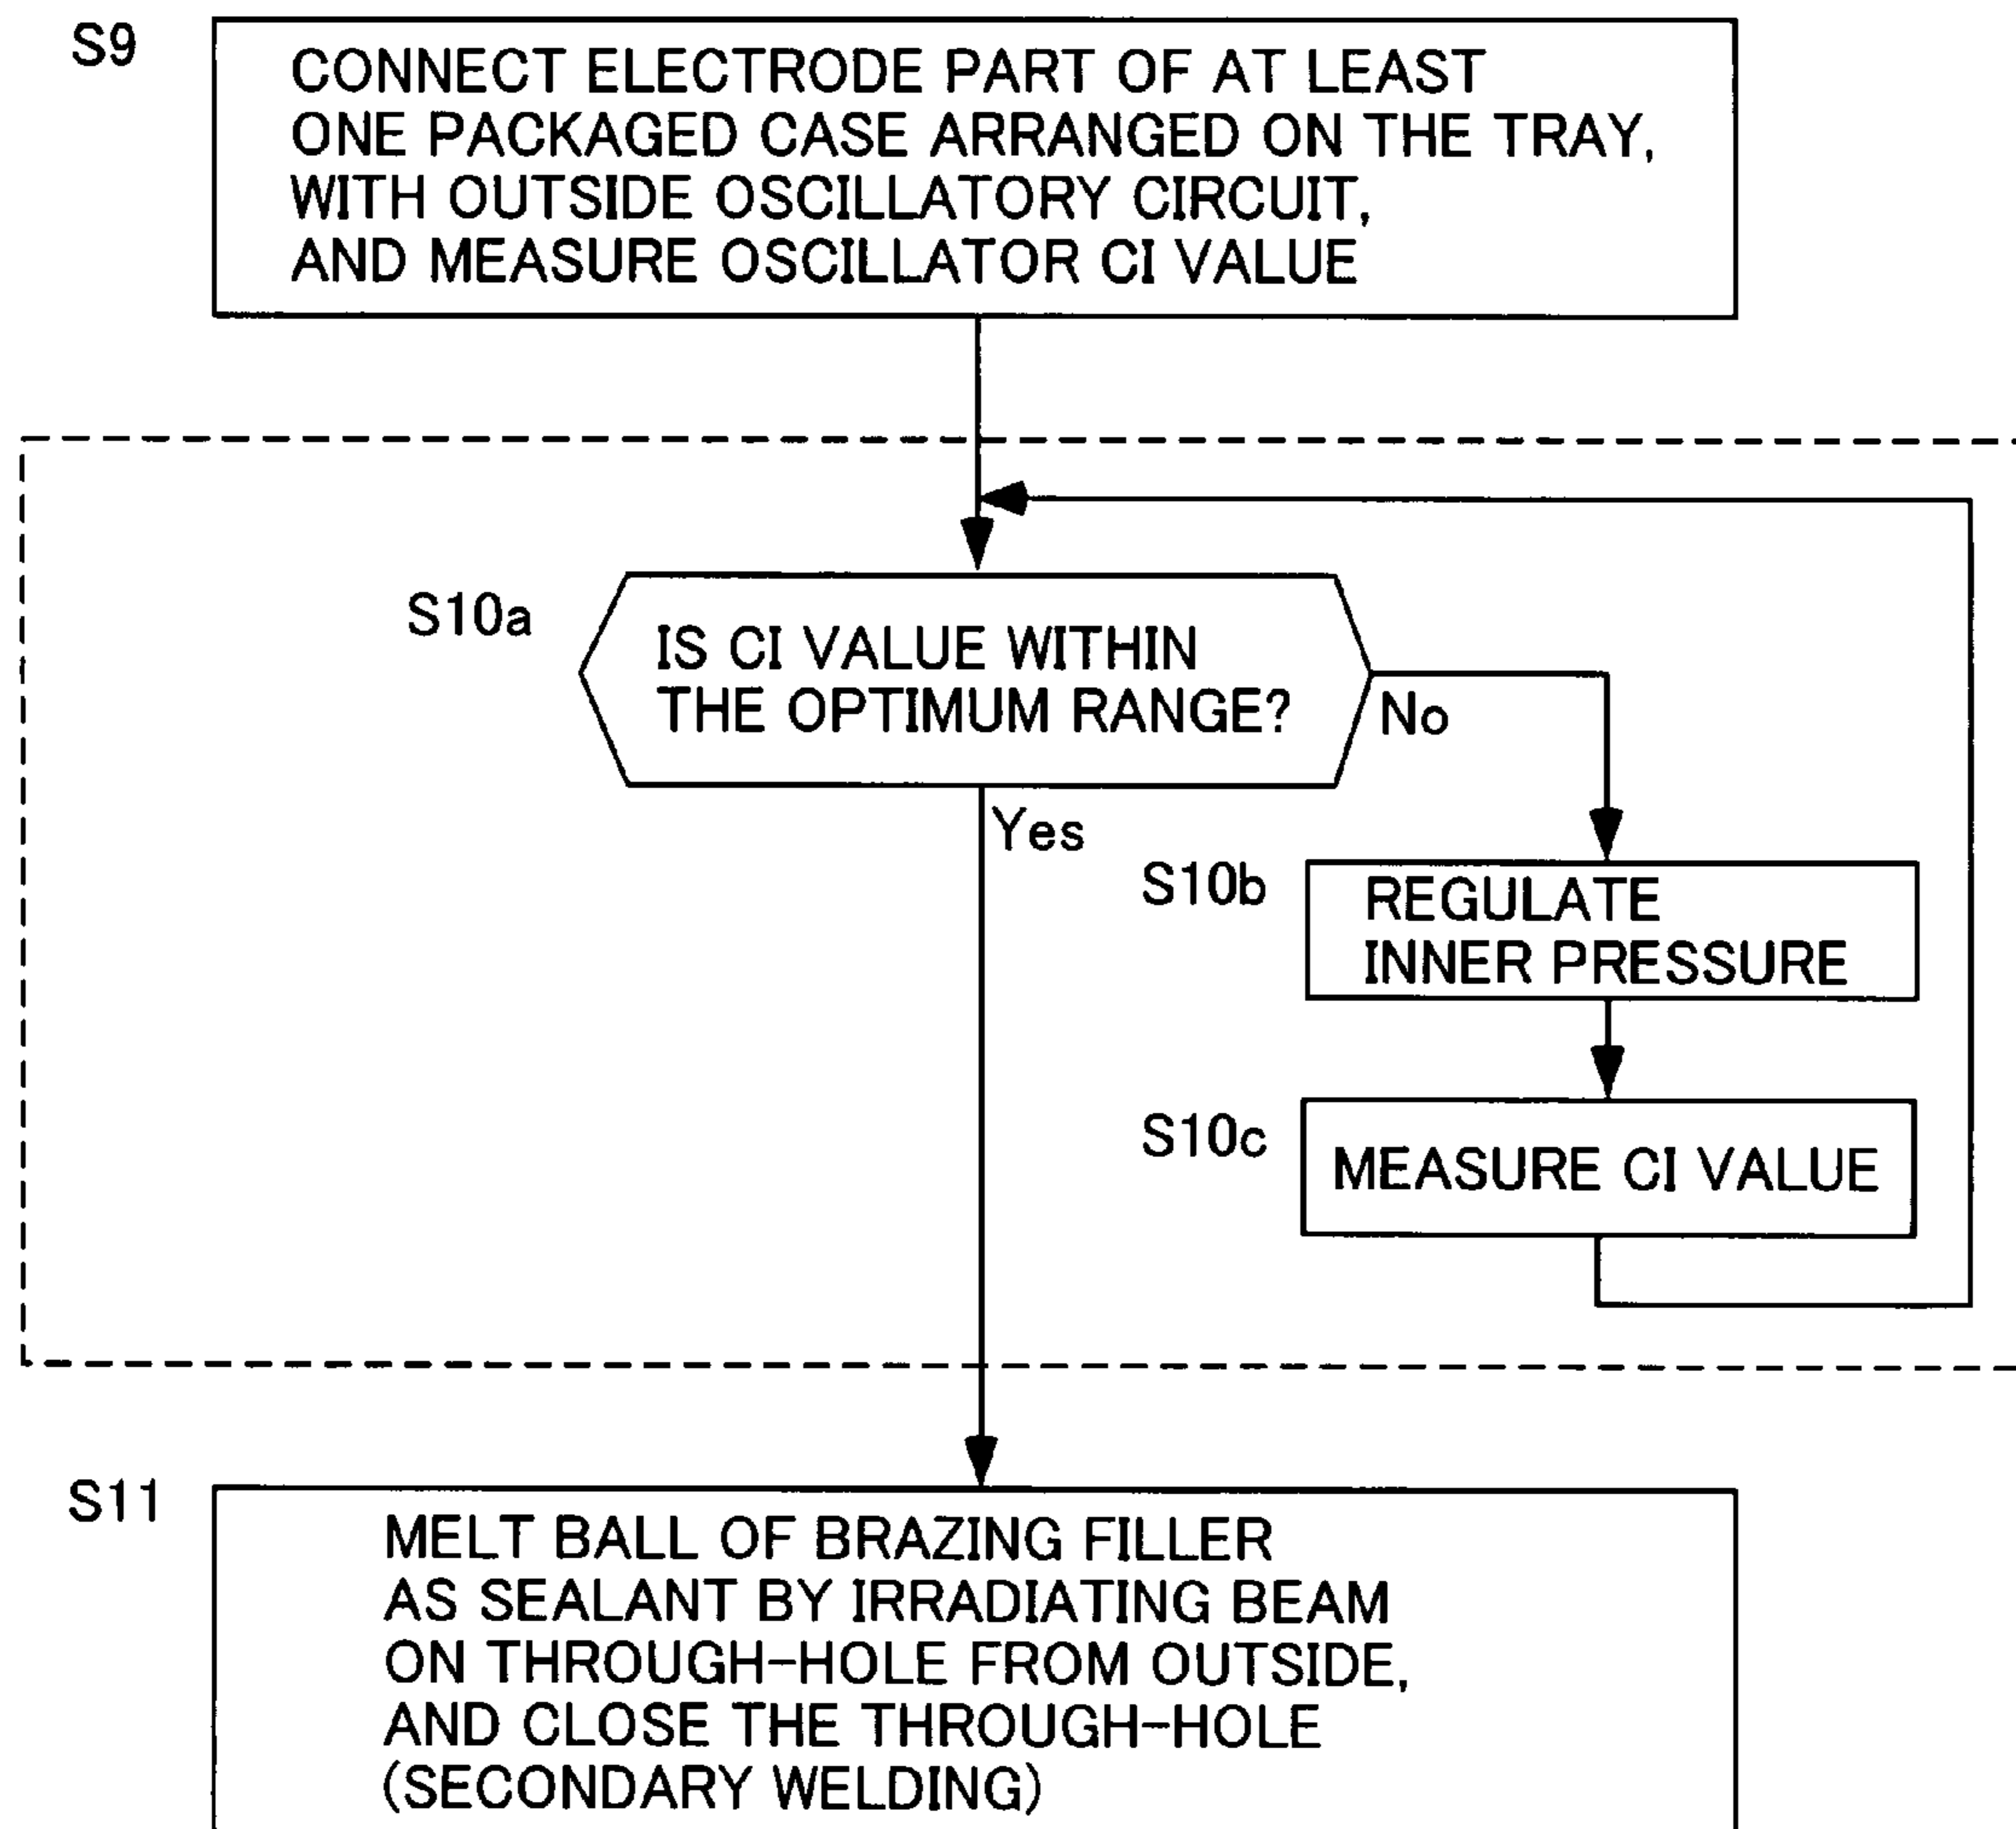 S9
CONNECT ELECTRODE PART OF AT LEAST
ONE PACKAGED CASE ARRANGED ON THE TRAY,
WITH OUTSIDE OSCILLATORY CIRCUIT,
AND MEASURE OSCILLATOR CI VALUE
S10a
IS CI VALUE WITHIN
THE OPTIMUM RANGE?
No
Yes
S10b
REGULATE
INNER PRESSURE
S10c
MEASURE CI VALUE
S11
MELT BALL OF BRAZING FILLER
AS SEALANT BY IRRADIATING BEAM
ON THROUGH-HOLE FROM OUTSIDE,
AND CLOSE THE THROUGH-HOLE
(SECONDARY WELDING)